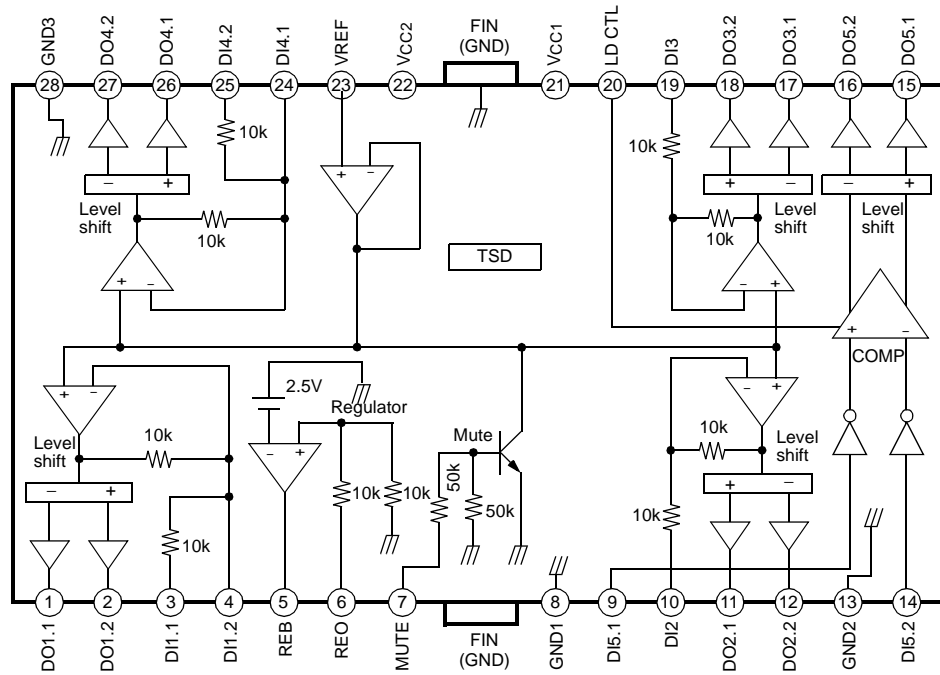 GND3 DO4.2 DO4.1 DI4.2 DI4.1 VREF VCC2 FIN (GND) VCC1 LD CTL DI3 DO3.2 DO3.1 DO5.2 DO5.1
28 27 26 25 24 23 22 21 20 19 18 17 16 15
10k 10k
+ −
− + + − − +
Level shift
10k
Level shift
10k
Level shift
TSD
+ − − +
+ −
COMP
2.5V
+ − − +
Regulator
Level shift
10k
− +
Mute
10k
Level shift
− + + −
50k
10k 10k
50k
10k
10k
1 2 3 4 5 6 7 8 9 10 11 12 13 14
DO1.1 DO1.2 DI1.1 DI1.2 REB REO MUTE FIN (GND) GND1 DI5.1 DI2 DO2.1 DO2.2 GND2 DI5.2